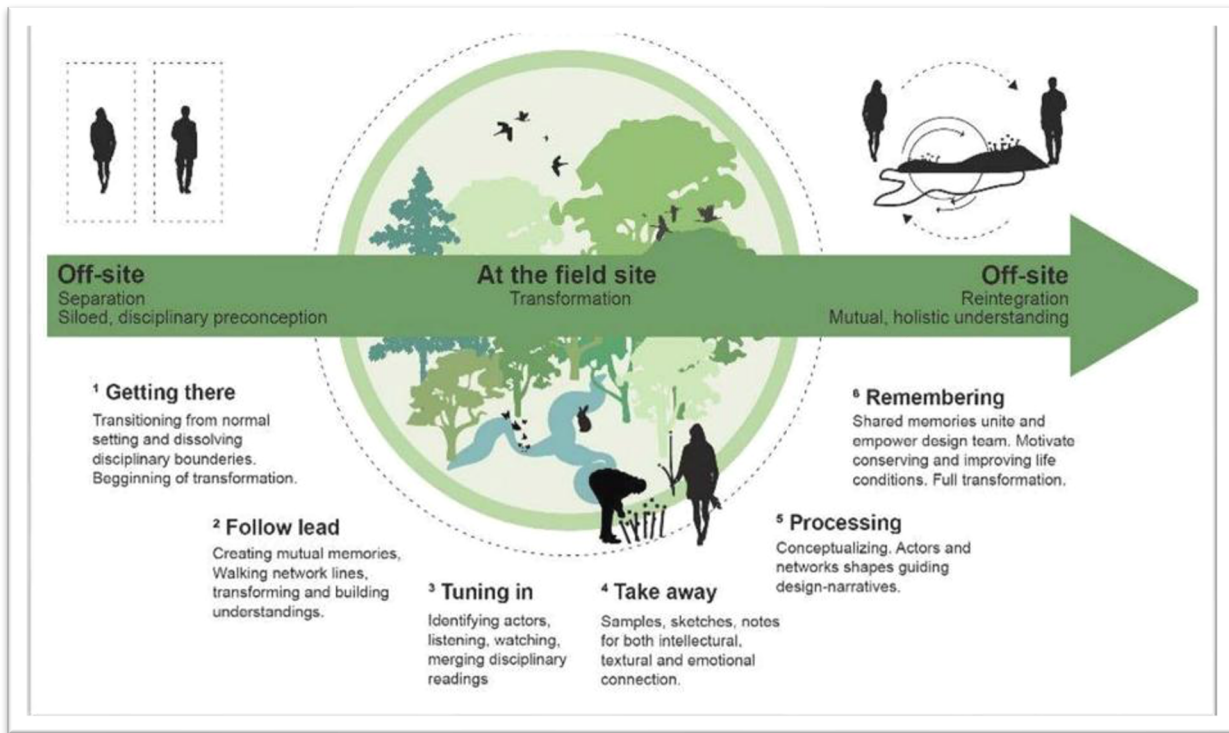 Off-site
Separation
Siloed, disciplinary preconception
At the field site
Transformation
Off-site
Reintegration
Mutual, holistic understanding
¹ Getting there
Transitioning from normal
setting and dissolving
disciplinary bounderies.
Begginning of transformation.
² Follow lead
Creating mutual memories,
Walking network lines,
transforming and building
understandings.
³ Tuning in
Identifying actors,
listening, watching,
merging disciplinary
readings
⁴ Take away
Samples, sketches, notes
for both intellectural,
textural and emotional
connection.
⁵ Processing
Conceptualizing. Actors and
networks shapes guiding
design-narratives.
⁶ Remembering
Shared memories unite and
empower design team. Motivate
conserving and improving life
conditions. Full transformation.